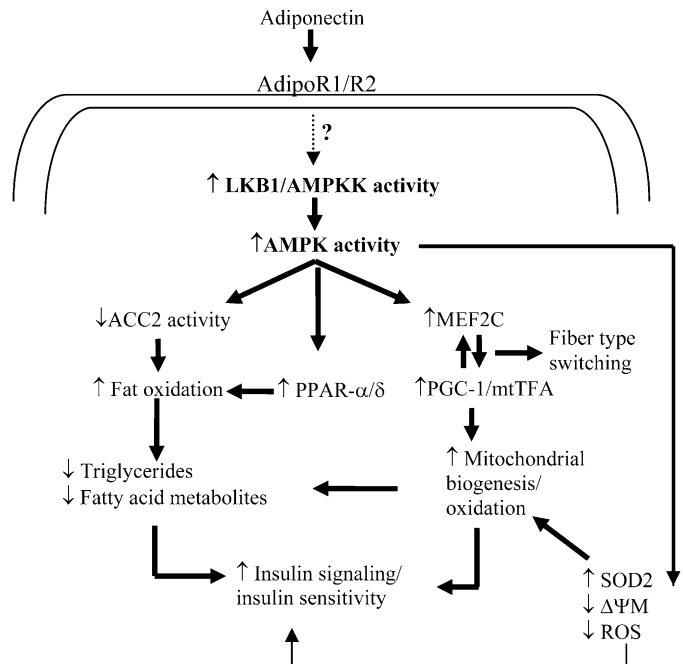 Adiponectin
AdipoR1/R2
?
↑ LKB1/AMPKK activity
↑AMPK activity
↓ACC2 activity
↑MEF2C
Fiber type
switching
↑ Fat oxidation
↑ PPAR-α/δ
↑PGC-1/mtTFA
↓ Triglycerides
↓ Fatty acid metabolites
↑ Mitochondrial
biogenesis/
oxidation
↑ Insulin signaling/
insulin sensitivity
↑ SOD2
↓ ΔΨM
↓ ROS